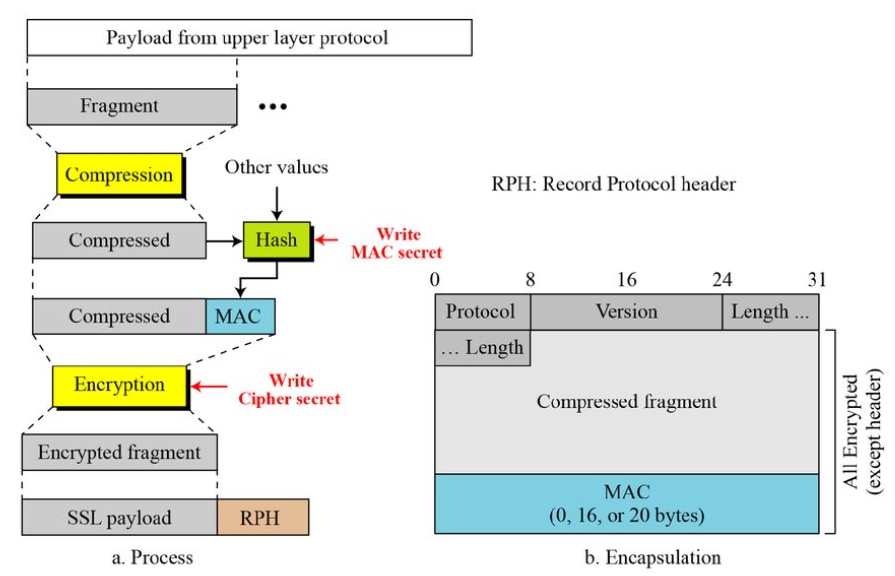 Payload from upper layer protocol
Fragment
•••
Compression
Other values
Compressed
Hash
Write
MAC secret
Compressed
MAC
Encryption
Write
Cipher secret
Encrypted fragment
SSL payload
RPH
a. Process
RPH: Record Protocol header
0 8 16 24 31
Protocol Version Length ...
... Length
Compressed fragment
MAC
(0, 16, or 20 bytes)
All Encrypted
(except header)
b. Encapsulation